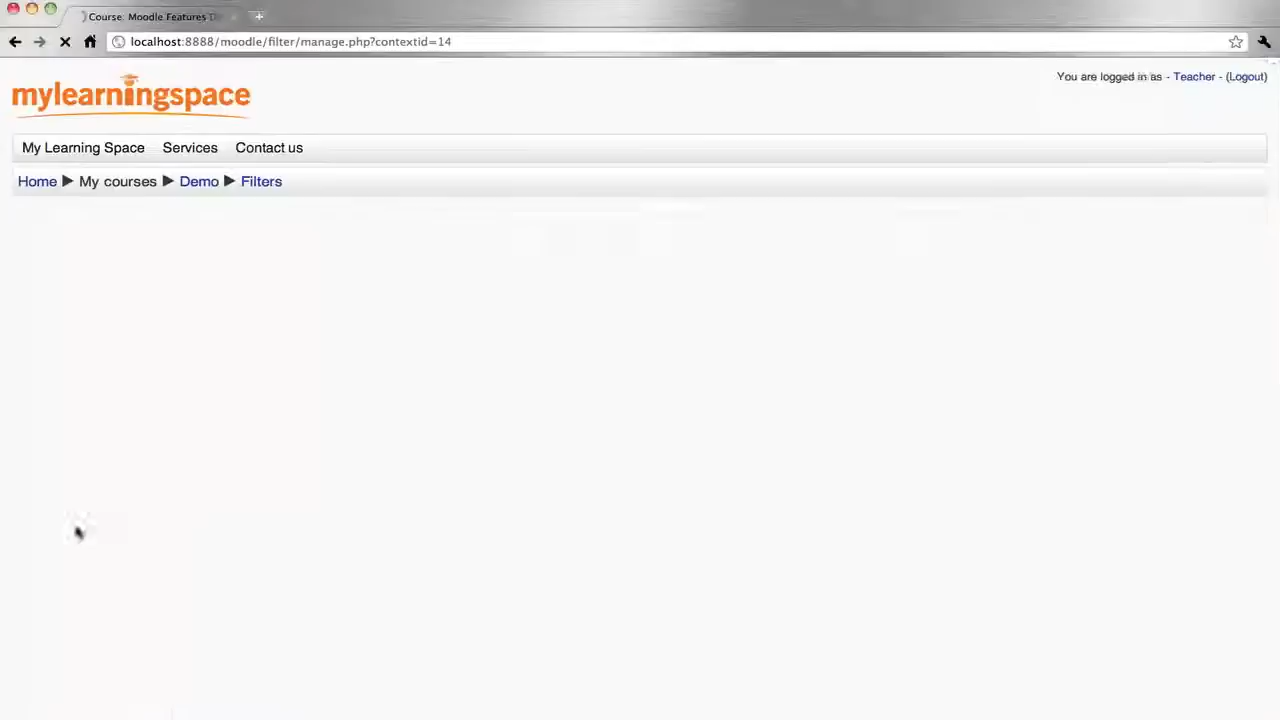 Course: Moodle Features
localhost:8888/moodle/filter/manage.php?contextid=14
mylearningspace
You are logged in as - Teacher - (Logout)
My Learning Space Services Contact us
Home ▶ My courses ▶ Demo ▶ Filters